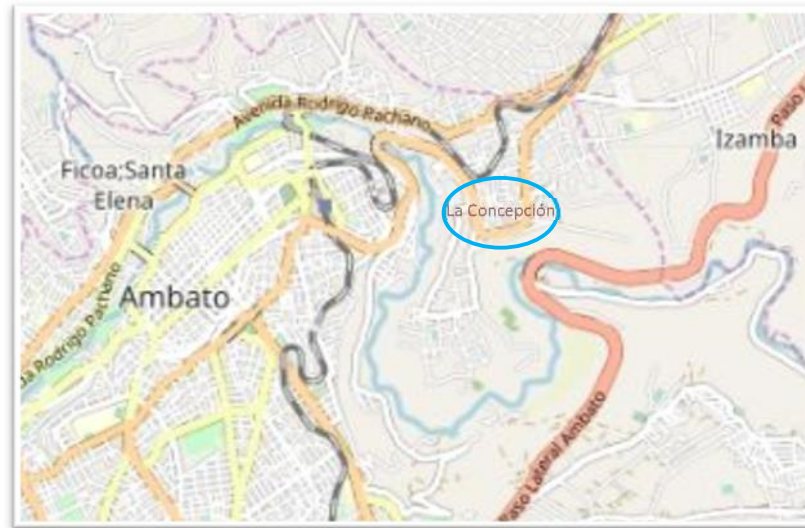 Avenida Rodrigo Pachano
Paso
Izamba
Ficoa;Santa
Elena
La Concepción
Ambato
da Rodrigo Pachano
Paso Lateral Ambato